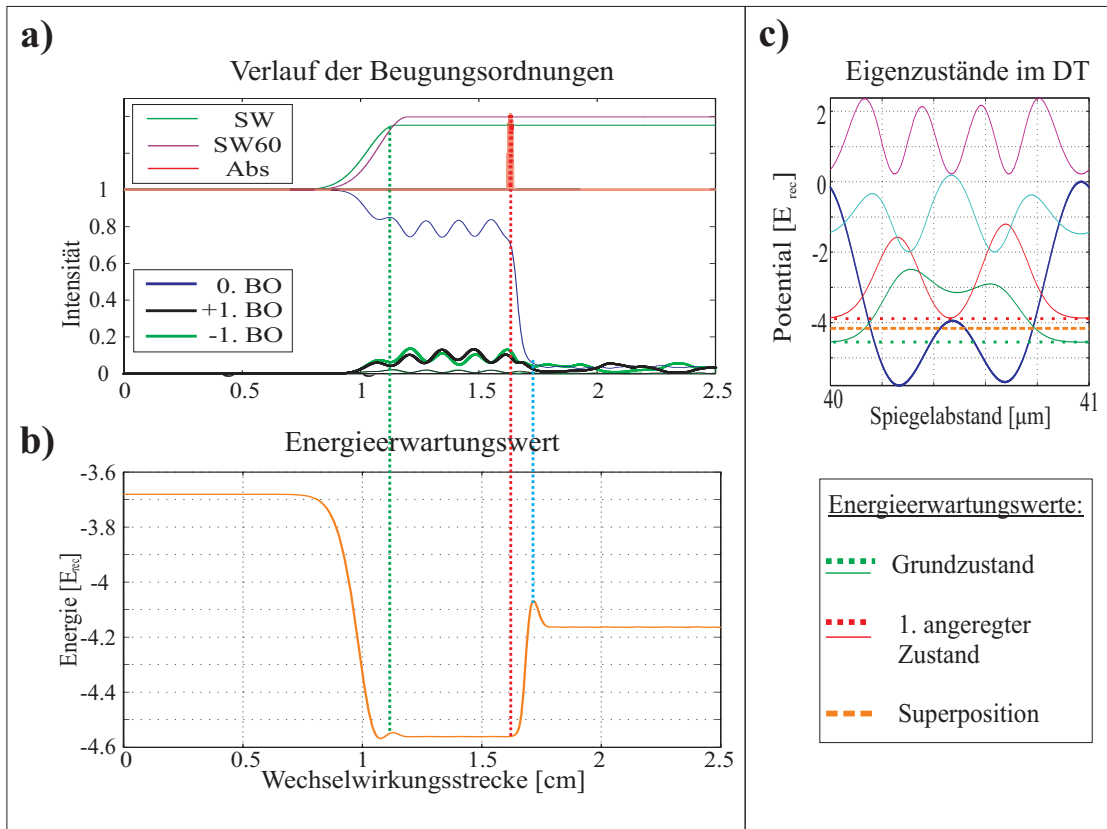 a)
Verlauf der Beugungsordnungen
SW
SW60
Abs
1
0.8
0.6
0.4
0.2
0
Intensität
0. BO
+1. BO
-1. BO
0
0.5
1
1.5
2
2.5
b)
Energieerwartungswert
-3.6
-3.8
-4
-4.2
-4.4
-4.6
Energie [Erec]
0
0.5
1
1.5
2
2.5
Wechselwirkungsstrecke [cm]
c)
Eigenzustände im DT
2
0
-2
-4
Potential [E rec]
40
41
Spiegelabstand [µm]
Energieerwartungswerte:
Grundzustand
1. angeregter
Zustand
Superposition